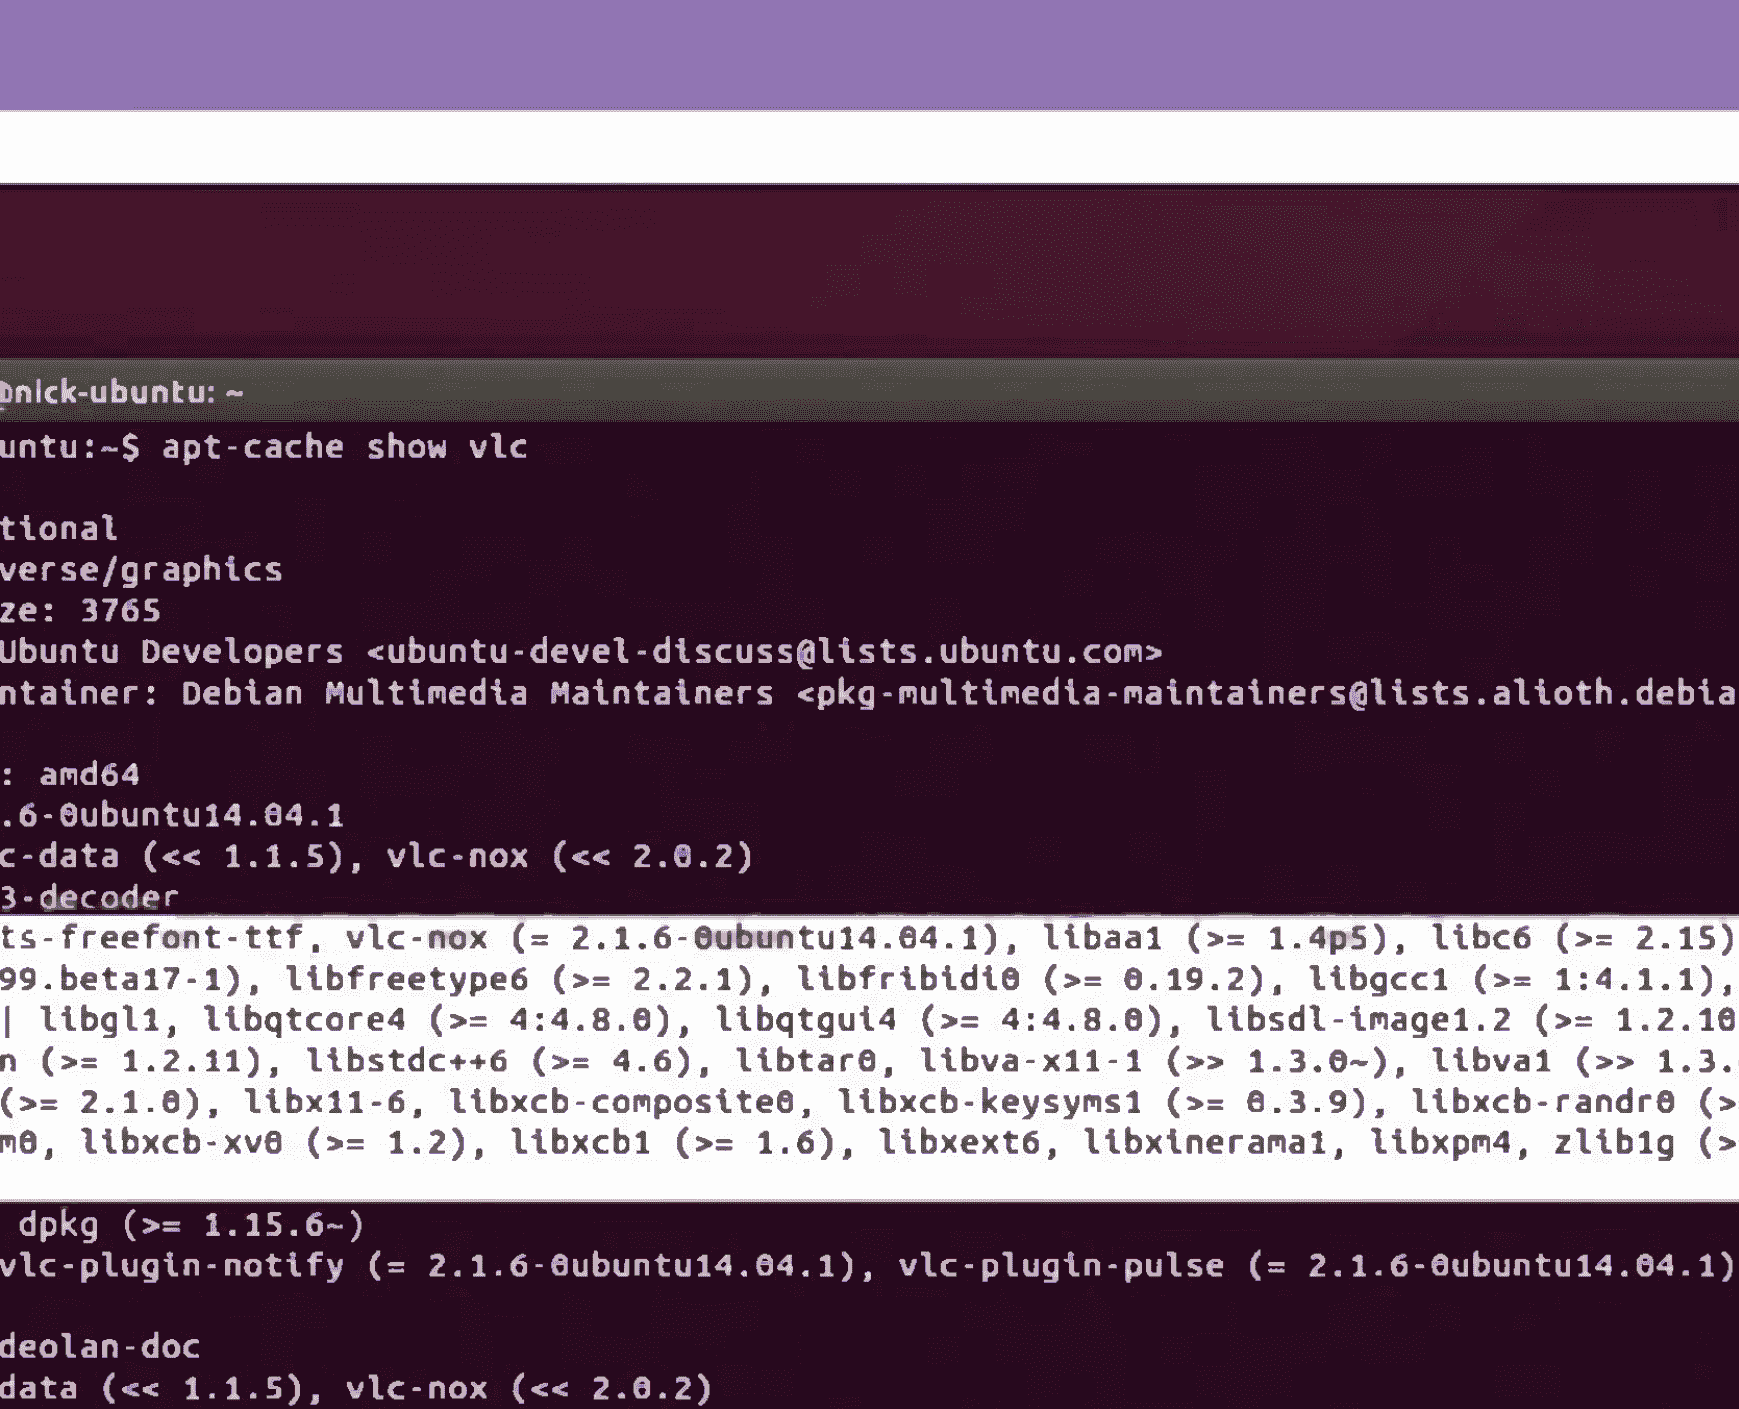 @nick-ubuntu: ~
untu:~$ apt-cache show vlc
tional
verse/graphics
ze: 3765
Ubuntu Developers <ubuntu-devel-discuss@lists.ubuntu.com>
ntainer: Debian Multimedia Maintainers <pkg-multimedia-maintainers@lists.alioth.debia
: amd64
.6-0ubuntu14.04.1
c-data (<< 1.1.5), vlc-nox (<< 2.0.2)
3-decoder
ts-freefont-ttf, vlc-nox (= 2.1.6-0ubuntu14.04.1), libaa1 (>= 1.4p5), libc6 (>= 2.15)
99.beta17-1), libfreetype6 (>= 2.2.1), libfribidi0 (>= 0.19.2), libgcc1 (>= 1:4.1.1),
| libgl1, libqtcore4 (>= 4:4.8.0), libqtgui4 (>= 4:4.8.0), libsdl-image1.2 (>= 1.2.10
n (>= 1.2.11), libstdc++6 (>= 4.6), libtar0, libva-x11-1 (>> 1.3.0~), libva1 (>> 1.3.
(>= 2.1.0), libx11-6, libxcb-composite0, libxcb-keysyms1 (>= 0.3.9), libxcb-randr0 (>
m0, libxcb-xv0 (>= 1.2), libxcb1 (>= 1.6), libxext6, libxinerama1, libxpm4, zlib1g (>
dpkg (>= 1.15.6~)
vlc-plugin-notify (= 2.1.6-0ubuntu14.04.1), vlc-plugin-pulse (= 2.1.6-0ubuntu14.04.1)
deolan-doc
data (<< 1.1.5), vlc-nox (<< 2.0.2)